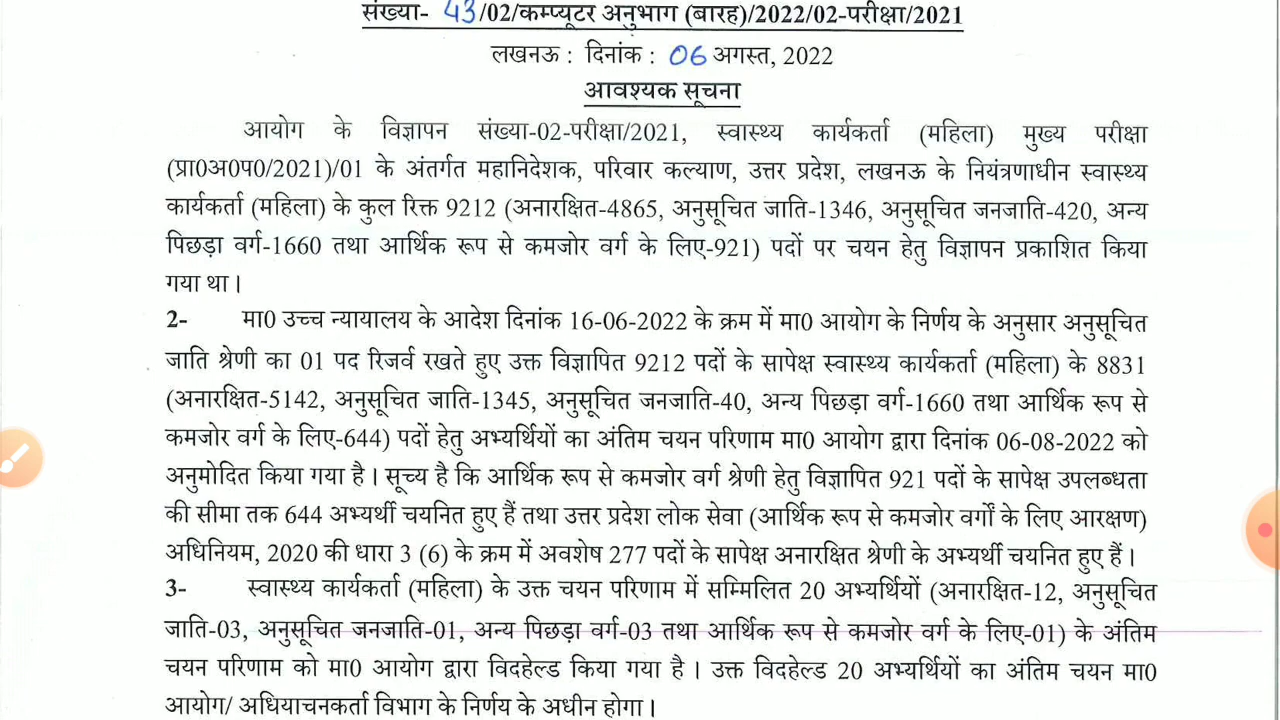 संख्या- 43/02/कम्प्यूटर अनुभाग (बारह)/2022/02-परीक्षा/2021
लखनऊ : दिनांक : 06 अगस्त, 2022
आवश्यक सूचना
आयोग के विज्ञापन संख्या-02-परीक्षा/2021, स्वास्थ्य कार्यकर्ता (महिला) मुख्य परीक्षा
(प्रा0अ0प0/2021)/01 के अंतर्गत महानिदेशक, परिवार कल्याण, उत्तर प्रदेश, लखनऊ के नियंत्रणाधीन स्वास्थ्य
कार्यकर्ता (महिला) के कुल रिक्त 9212 (अनारक्षित-4865, अनुसूचित जाति-1346, अनुसूचित जनजाति-420, अन्य
पिछड़ा वर्ग-1660 तथा आर्थिक रूप से कमजोर वर्ग के लिए-921) पदों पर चयन हेतु विज्ञापन प्रकाशित किया
गया था।
2- मा0 उच्च न्यायालय के आदेश दिनांक 16-06-2022 के क्रम में मा0 आयोग के निर्णय के अनुसार अनुसूचित
जाति श्रेणी का 01 पद रिजर्व रखते हुए उक्त विज्ञापित 9212 पदों के सापेक्ष स्वास्थ्य कार्यकर्ता (महिला) के 8831
(अनारक्षित-5142, अनुसूचित जाति-1345, अनुसूचित जनजाति-40, अन्य पिछड़ा वर्ग-1660 तथा आर्थिक रूप से
कमजोर वर्ग के लिए-644) पदों हेतु अभ्यर्थियों का अंतिम चयन परिणाम मा0 आयोग द्वारा दिनांक 06-08-2022 को
अनुमोदित किया गया है। सूच्य है कि आर्थिक रूप से कमजोर वर्ग श्रेणी हेतु विज्ञापित 921 पदों के सापेक्ष उपलब्धता
की सीमा तक 644 अभ्यर्थी चयनित हुए हैं तथा उत्तर प्रदेश लोक सेवा (आर्थिक रूप से कमजोर वर्गों के लिए आरक्षण)
अधिनियम, 2020 की धारा 3 (6) के क्रम में अवशेष 277 पदों के सापेक्ष अनारक्षित श्रेणी के अभ्यर्थी चयनित हुए हैं।
3- स्वास्थ्य कार्यकर्ता (महिला) के उक्त चयन परिणाम में सम्मिलित 20 अभ्यर्थियों (अनारक्षित-12, अनुसूचित
जाति-03, अनुसूचित जनजाति-01, अन्य पिछड़ा वर्ग-03 तथा आर्थिक रूप से कमजोर वर्ग के लिए-01) के अंतिम
चयन परिणाम को मा0 आयोग द्वारा विदहेल्ड किया गया है। उक्त विदहेल्ड 20 अभ्यर्थियों का अंतिम चयन मा0
आयोग/ अधियाचनकर्ता विभाग के निर्णय के अधीन होगा।